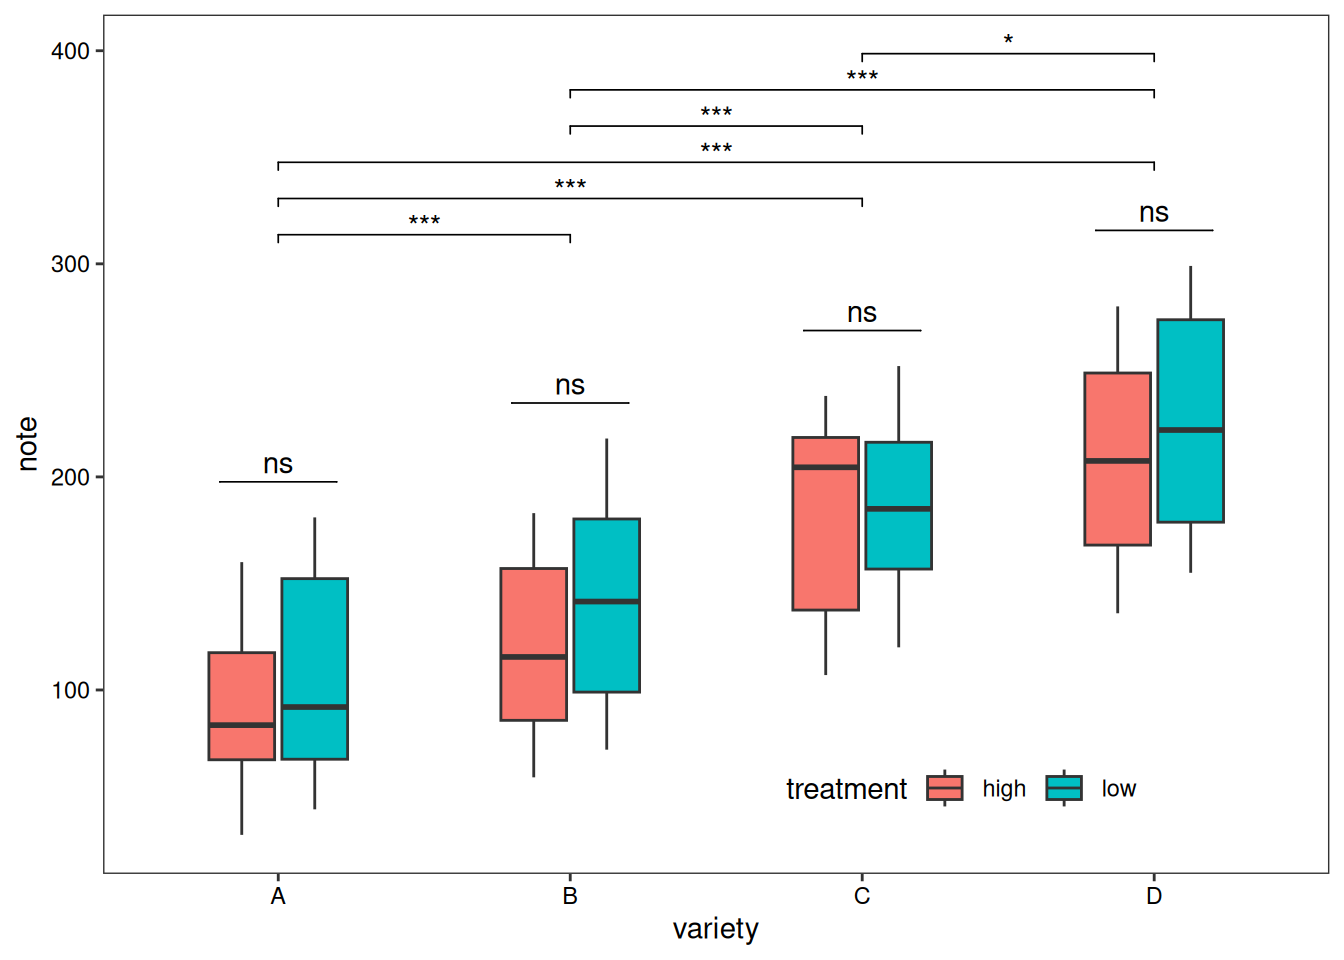 400
*
***
***
***
***
***
ns
300
ns
ns
ns
200
100
note
treatment high low
A B C D
variety